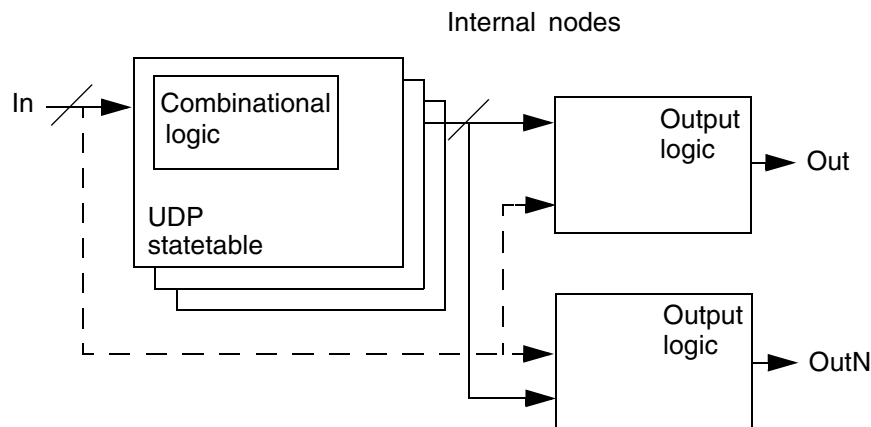 Internal nodes
In
Combinational
logic
UDP
statetable
Output
logic
Out
Output
logic
OutN